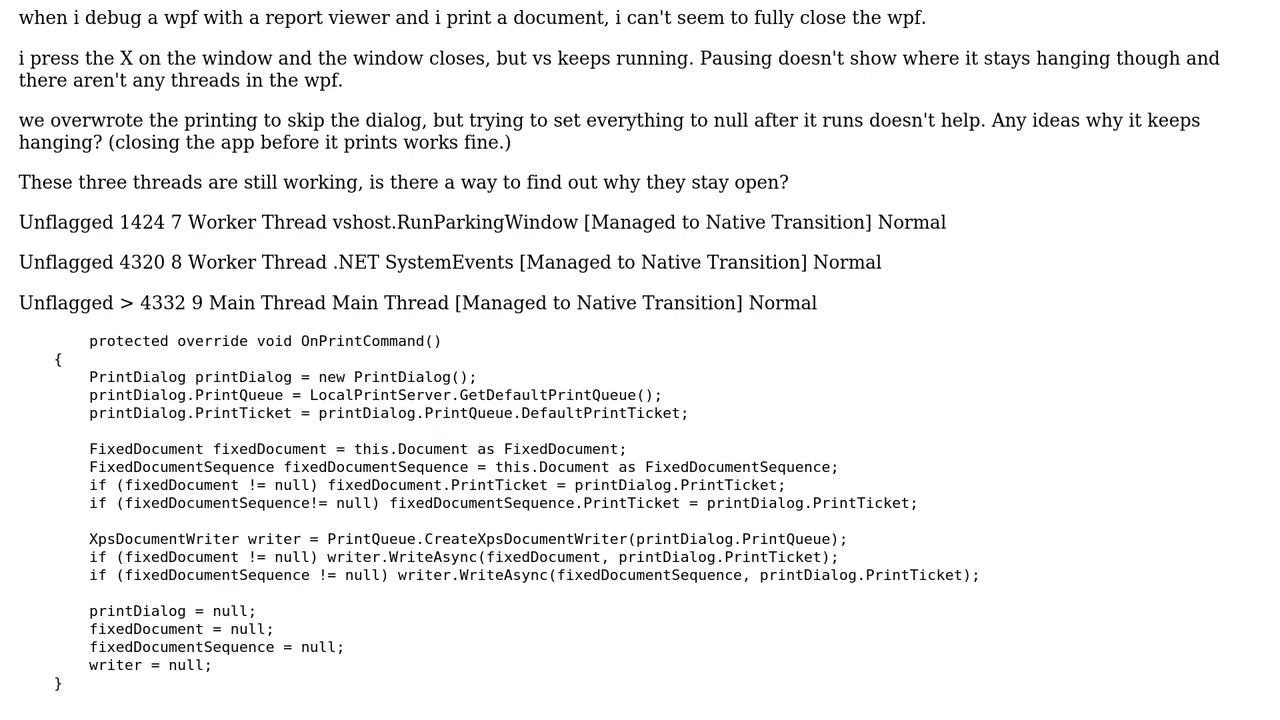 when i debug a wpf with a report viewer and i print a document, i can't seem to fully close the wpf.
i press the X on the window and the window closes, but vs keeps running. Pausing doesn't show where it stays hanging though and
there aren't any threads in the wpf.
we overwrote the printing to skip the dialog, but trying to set everything to null after it runs doesn't help. Any ideas why it keeps
hanging? (closing the app before it prints works fine.)
These three threads are still working, is there a way to find out why they stay open?
Unflagged 1424 7 Worker Thread vshost.RunParkingWindow [Managed to Native Transition] Normal
Unflagged 4320 8 Worker Thread .NET SystemEvents [Managed to Native Transition] Normal
Unflagged > 4332 9 Main Thread Main Thread [Managed to Native Transition] Normal
        protected override void OnPrintCommand()
    {
        PrintDialog printDialog = new PrintDialog();
        printDialog.PrintQueue = LocalPrintServer.GetDefaultPrintQueue();
        printDialog.PrintTicket = printDialog.PrintQueue.DefaultPrintTicket;
        FixedDocument fixedDocument = this.Document as FixedDocument;
        FixedDocumentSequence fixedDocumentSequence = this.Document as FixedDocumentSequence;
        if (fixedDocument != null) fixedDocument.PrintTicket = printDialog.PrintTicket;
        if (fixedDocumentSequence!= null) fixedDocumentSequence.PrintTicket = printDialog.PrintTicket;
        XpsDocumentWriter writer = PrintQueue.CreateXpsDocumentWriter(printDialog.PrintQueue);
        if (fixedDocument != null) writer.WriteAsync(fixedDocument, printDialog.PrintTicket);
        if (fixedDocumentSequence != null) writer.WriteAsync(fixedDocumentSequence, printDialog.PrintTicket);
        printDialog = null;
        fixedDocument = null;
        fixedDocumentSequence = null;
        writer = null;
    }